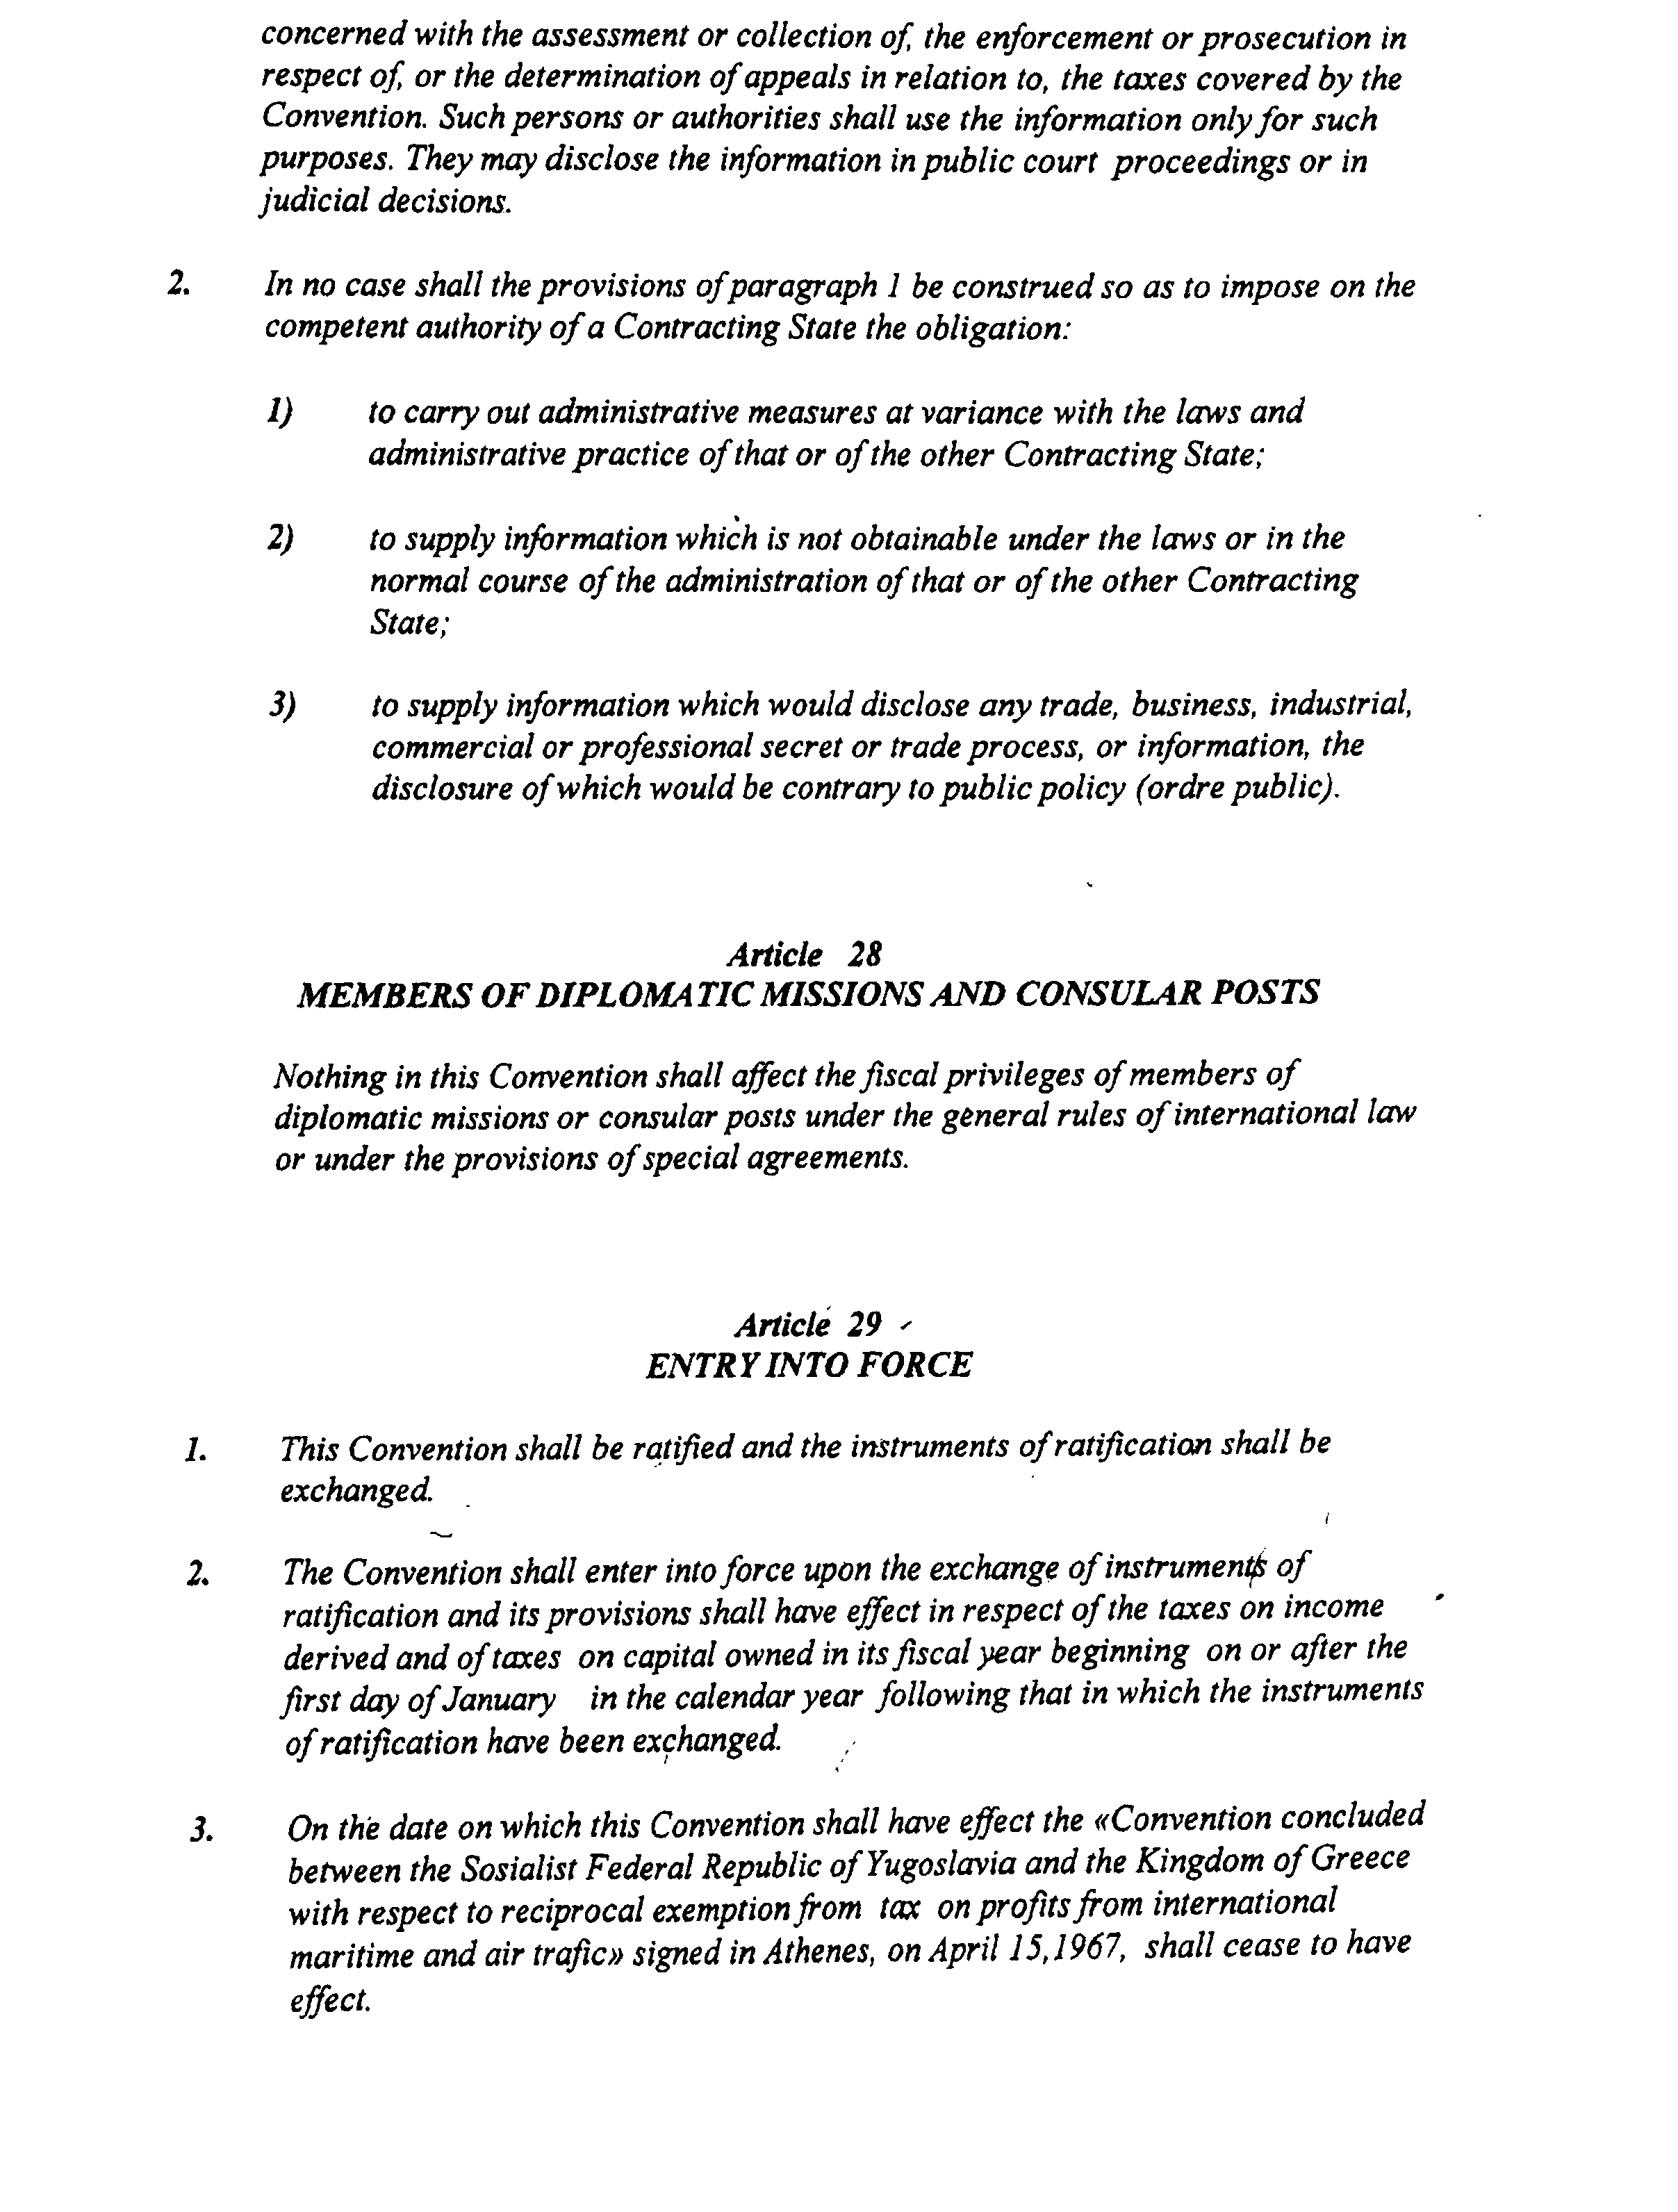 concerned with the assessment or collection of, the enforcement or prosecution in
respect of, or the determination of appeals in relation to, the taxes covered by the
Convention. Such persons or authorities shall use the information only for such
purposes. They may disclose the information in public court proceedings or in
judicial decisions.
2. In no case shall the provisions of paragraph 1 be construed so as to impose on the
competent authority of a Contracting State the obligation:
1) to carry out administrative measures at variance with the laws and
administrative practice of that or of the other Contracting State;
2) to supply information which is not obtainable under the laws or in the
normal course of the administration of that or of the other Contracting
State;
3) to supply information which would disclose any trade, business, industrial,
commercial or professional secret or trade process, or information, the
disclosure of which would be contrary to public policy (ordre public).
Article 28
MEMBERS OF DIPLOMATIC MISSIONS AND CONSULAR POSTS
Nothing in this Convention shall affect the fiscal privileges of members of
diplomatic missions or consular posts under the general rules of international law
or under the provisions of special agreements.
Article 29
ENTRY INTO FORCE
1. This Convention shall be ratified and the instruments of ratification shall be
exchanged.
2. The Convention shall enter into force upon the exchange of instruments of
ratification and its provisions shall have effect in respect of the taxes on income
derived and of taxes on capital owned in its fiscal year beginning on or after the
first day of January in the calendar year following that in which the instruments
of ratification have been exchanged.
3. On the date on which this Convention shall have effect the «Convention concluded
between the Sosialist Federal Republic of Yugoslavia and the Kingdom of Greece
with respect to reciprocal exemption from tax on profits from international
maritime and air trafic» signed in Athenes, on April 15,1967, shall cease to have
effect.